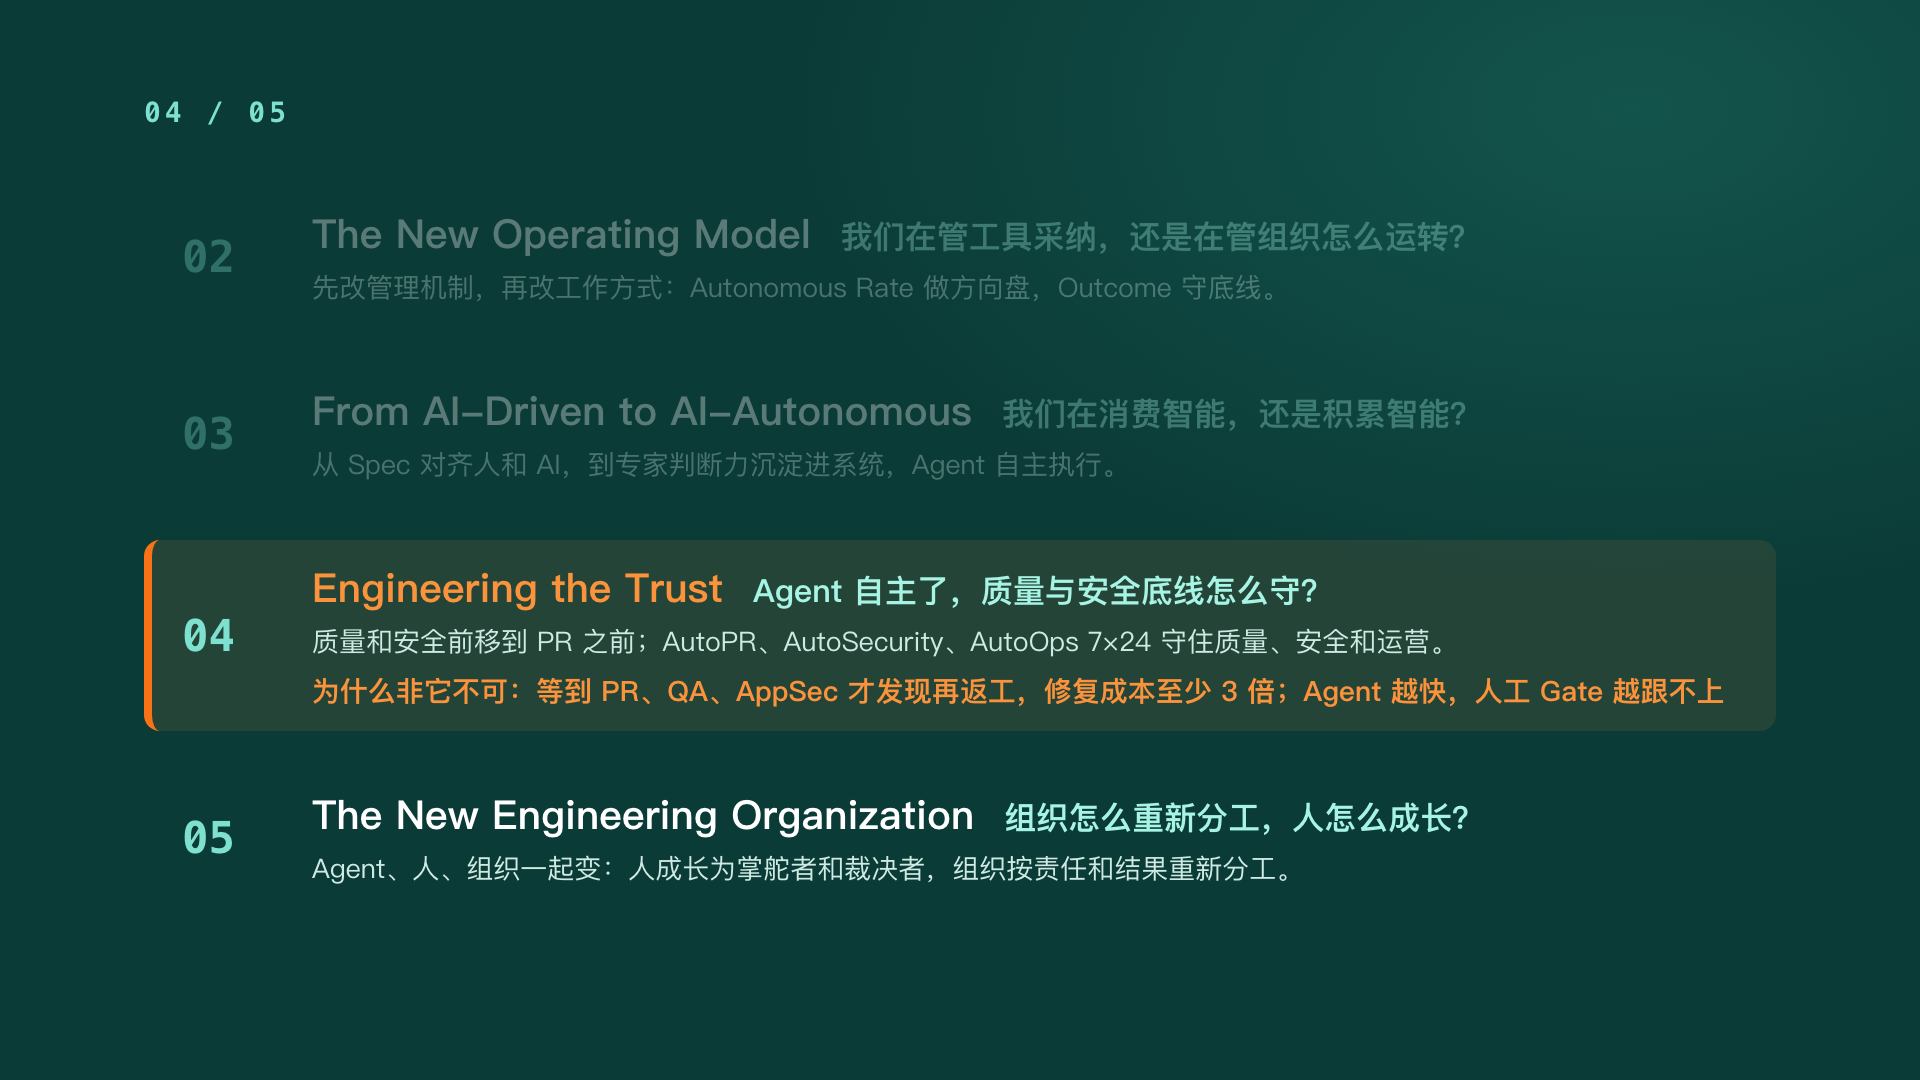 04 / 05
02
The New Operating Model 我们在管工具采纳，还是在管组织怎么运转？
先改管理机制，再改工作方式：Autonomous Rate 做方向盘，Outcome 守底线。
03
From AI-Driven to AI-Autonomous 我们在消费智能，还是积累智能？
从 Spec 对齐人和 AI，到专家判断力沉淀进系统，Agent 自主执行。
04
Engineering the Trust Agent 自主了，质量与安全底线怎么守？
质量和安全前移到 PR 之前；AutoPR、AutoSecurity、AutoOps 7×24 守住质量、安全和运营。
为什么非它不可：等到 PR、QA、AppSec 才发现再返工，修复成本至少 3 倍；Agent 越快，人工 Gate 越跟不上
05
The New Engineering Organization 组织怎么重新分工，人怎么成长？
Agent、人、组织一起变：人成长为掌舵者和裁决者，组织按责任和结果重新分工。